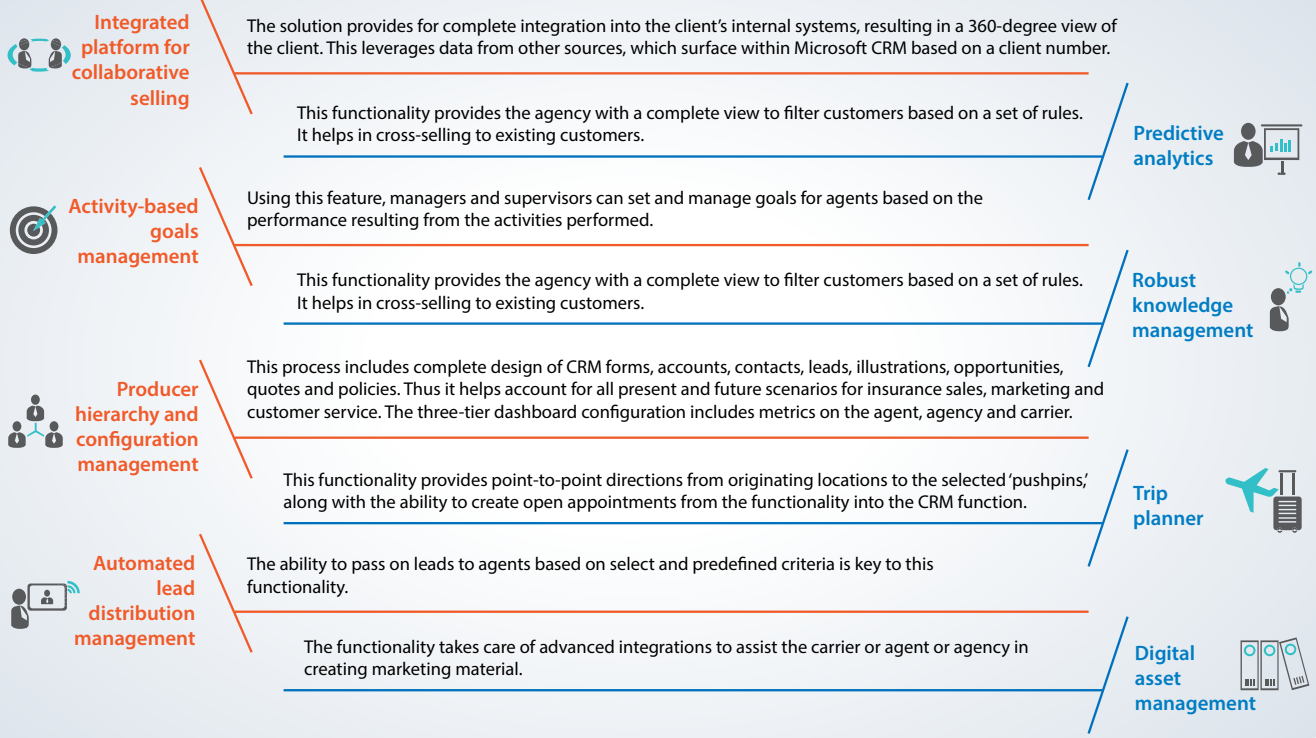 Integrated
platform for
collaborative
selling
The solution provides for complete integration into the client’s internal systems, resulting in a 360-degree view of
the client. This leverages data from other sources, which surface within Microsoft CRM based on a client number.
This functionality provides the agency with a complete view to filter customers based on a set of rules.
It helps in cross-selling to existing customers.
Predictive
analytics
Activity-based
goals
management
Using this feature, managers and supervisors can set and manage goals for agents based on the
performance resulting from the activities performed.
This functionality provides the agency with a complete view to filter customers based on a set of rules.
It helps in cross-selling to existing customers.
Robust
knowledge
management
Producer
hierarchy and
configuration
management
This process includes complete design of CRM forms, accounts, contacts, leads, illustrations, opportunities,
quotes and policies. Thus it helps account for all present and future scenarios for insurance sales, marketing and
customer service. The three-tier dashboard configuration includes metrics on the agent, agency and carrier.
This functionality provides point-to-point directions from originating locations to the selected ‘pushpins,’
along with the ability to create open appointments from the functionality into the CRM function.
Trip
planner
Automated
lead
distribution
management
The ability to pass on leads to agents based on select and predefined criteria is key to this
functionality.
The functionality takes care of advanced integrations to assist the carrier or agent or agency in
creating marketing material.
Digital
asset
management